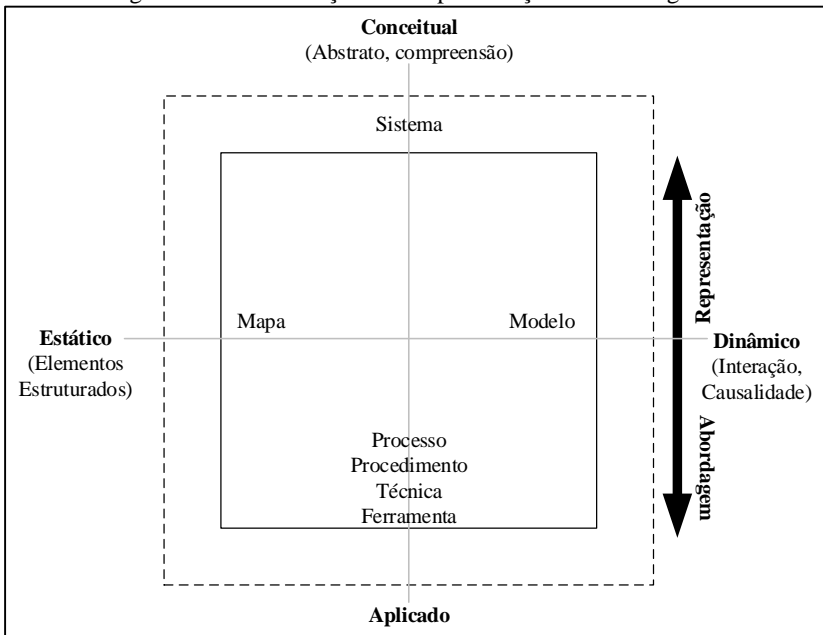 Conceitual
(Abstrato, compreensão)
Sistema
Representação
Mapa
Modelo
Estático
(Elementos
Estruturados)
Dinâmico
(Interação,
Causalidade)
Abordagem
Processo
Procedimento
Técnica
Ferramenta
Aplicado